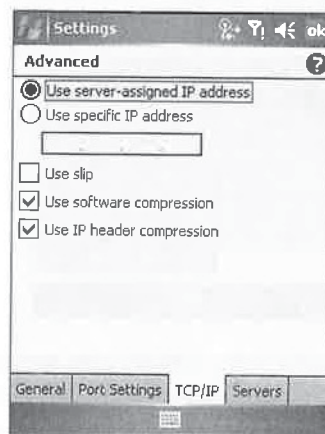 Settings ok
Advanced ?
Use server-assigned IP address
Use specific IP address
Use slip
Use software compression
Use IP header compression
General Port Settings TCP/IP Servers